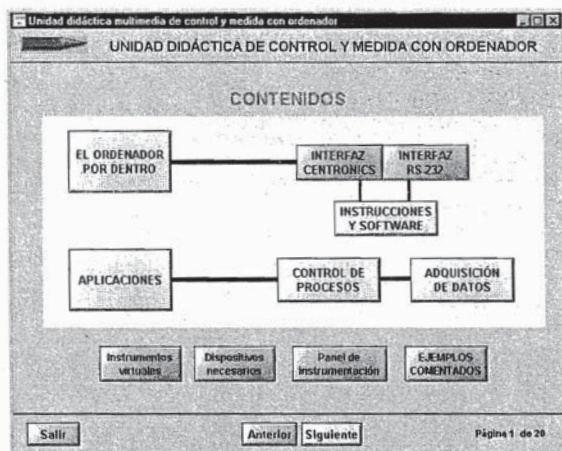 Unidad didáctica multimedia de control y medida con ordenador
UNIDAD DIDÁCTICA DE CONTROL Y MEDIDA CON ORDENADOR
CONTENIDOS
EL ORDENADOR
POR DENTRO
INTERFAZ
CENTRONICS
INTERFAZ
RS-232
INSTRUCCIONES
Y SOFTWARE
APLICACIONES
CONTROL DE
PROCESOS
ADQUISICIÓN
DE DATOS
Instrumentos
virtuales
Dispositivos
necesarios
Panel de
instrumentación
EJEMPLOS
COMENTADOS
Salir
Anterior
Siguiente
Página 1 de 20